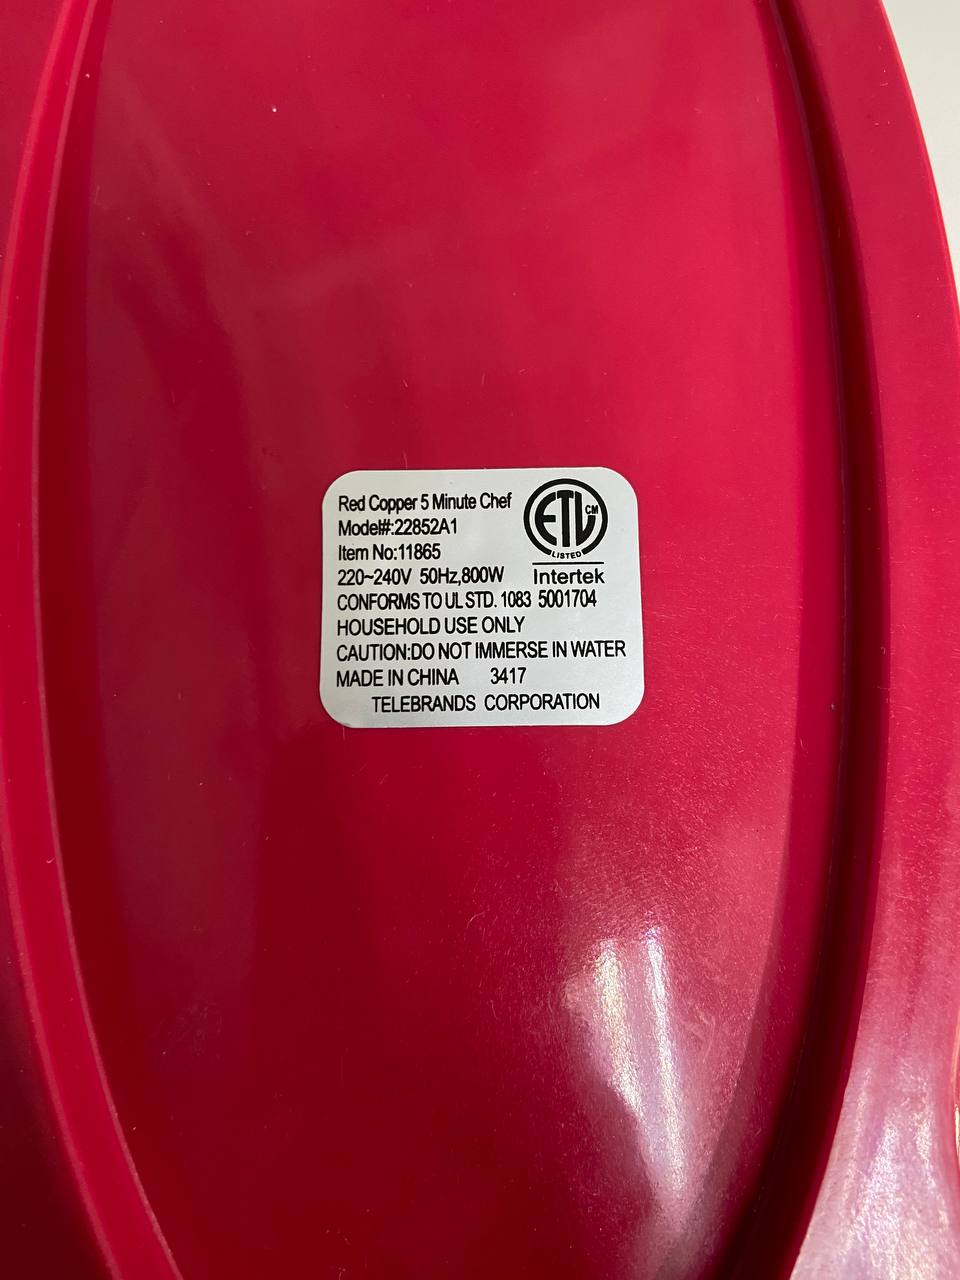 Red Copper 5 Minute Chef
Model#:22852A1
Item No:11865
220~240V 50Hz,800W
CONFORMS TO UL STD. 1083 5001704
HOUSEHOLD USE ONLY
CAUTION:DO NOT IMMERSE IN WATER
MADE IN CHINA 3417
TELEBRANDS CORPORATION
ETL CM
LISTED
Intertek